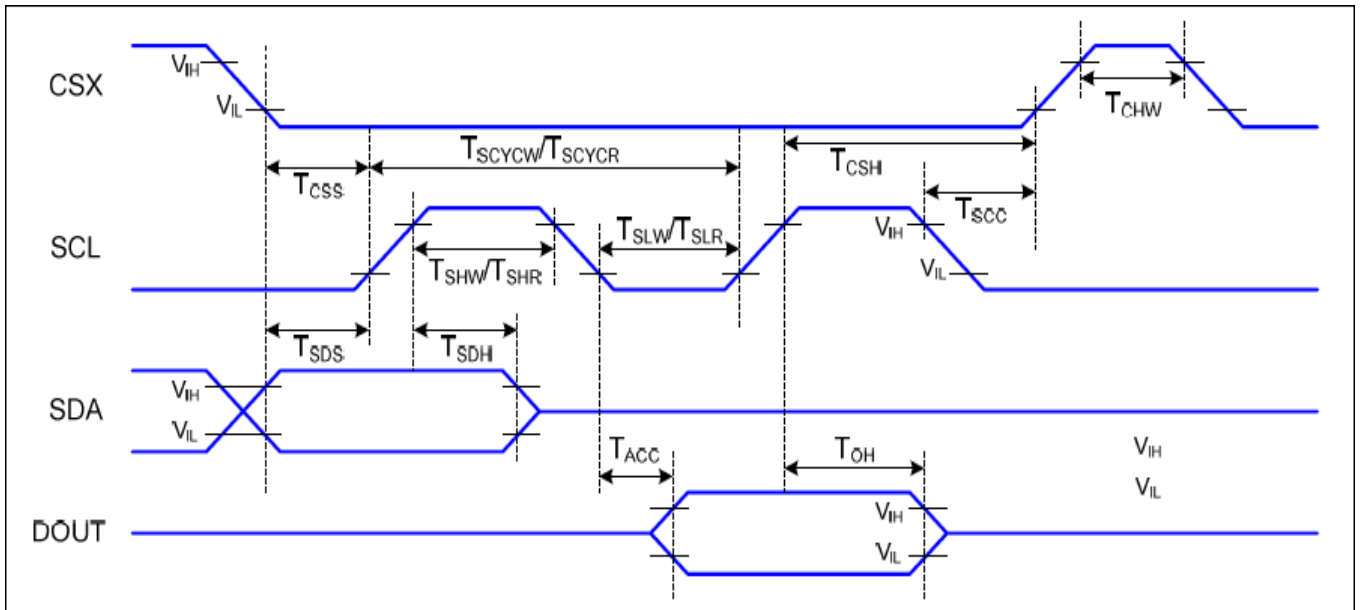 CSX
VIH
VIL
TCHW
TSCYCW/TSCYCR
TCSS
TCSH
TSCC
SCL
TSLW/TSLR
VIH
TSHW/TSHR
VIL
TSDS
TSDH
SDA
VIH
VIL
TACC
TOH
VIH
VIL
DOUT
VIH
VIL